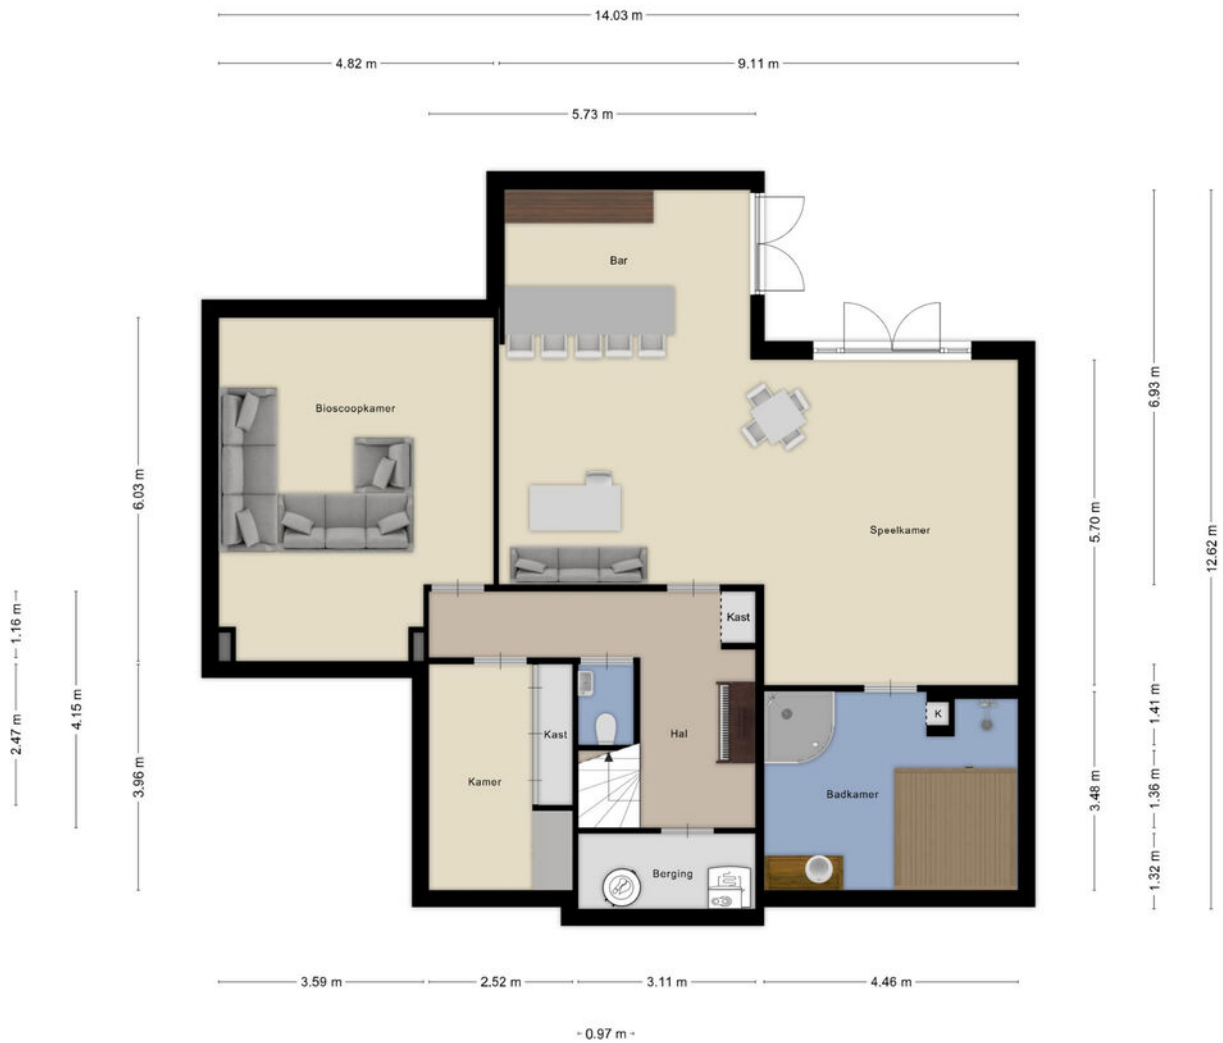 14.03 m
4.82 m
9.11 m
5.73 m
Bar
Bioscoopkamer
Speelkamer
Kast
Kast
Hal
K
Kamer
Badkamer
Berging
6.03 m
1.16 m
2.47 m
4.15 m
3.96 m
6.93 m
5.70 m
12.62 m
1.41 m
1.36 m
3.48 m
1.32 m
3.59 m
2.52 m
3.11 m
4.46 m
0.97 m